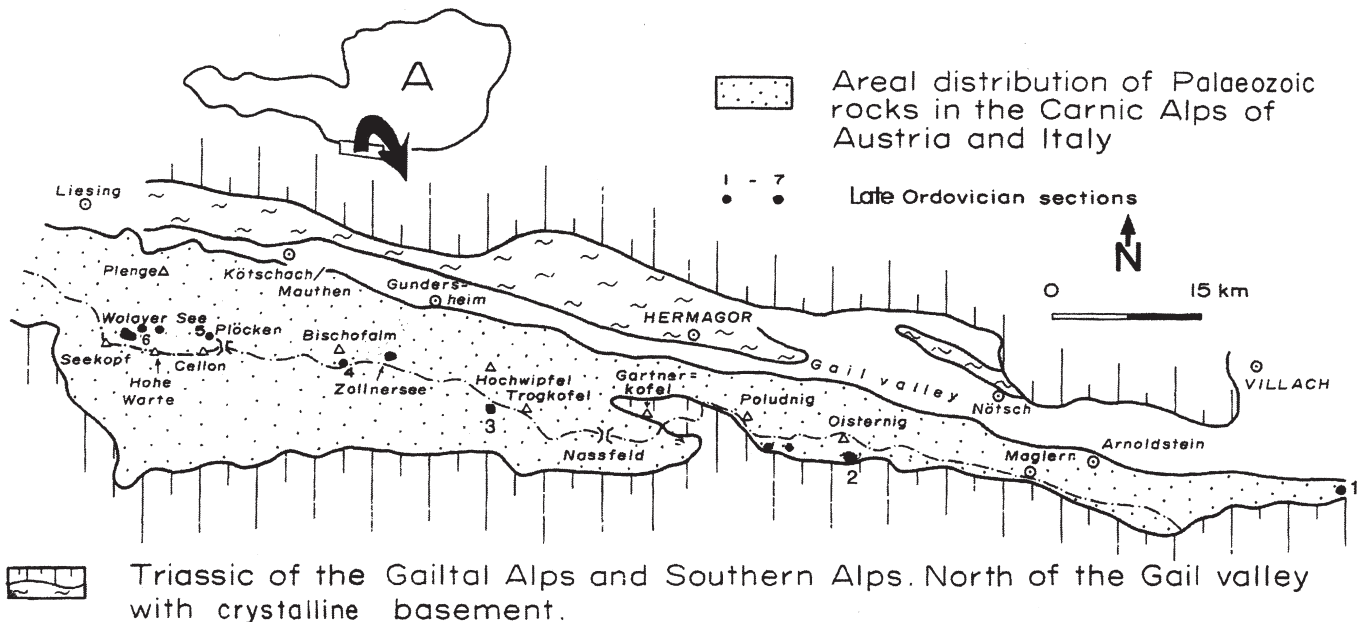 A
Areal distribution of Palaeozoic
rocks in the Carnic Alps of
Austria and Italy
1 - 7
Late Ordovician sections
N
0 15 km
Liesing
Plenge
Kötschach/
Mauthen
Gunders-
heim
HERMAGOR
Gail valley
Nötsch
VILLACH
Wolayer See
6
5
Plöcken
Seekopf
Hohe
Warte
Cellon
Bischofalm
4
Zollnersee
Hochwipfel
Trogkofel
3
Gartner=
kofel
Nassfeld
Poludnig
Oisternig
2
Maglern
Arnoldstein
1
Triassic of the Gailtal Alps and Southern Alps. North of the Gail valley
with crystalline basement.